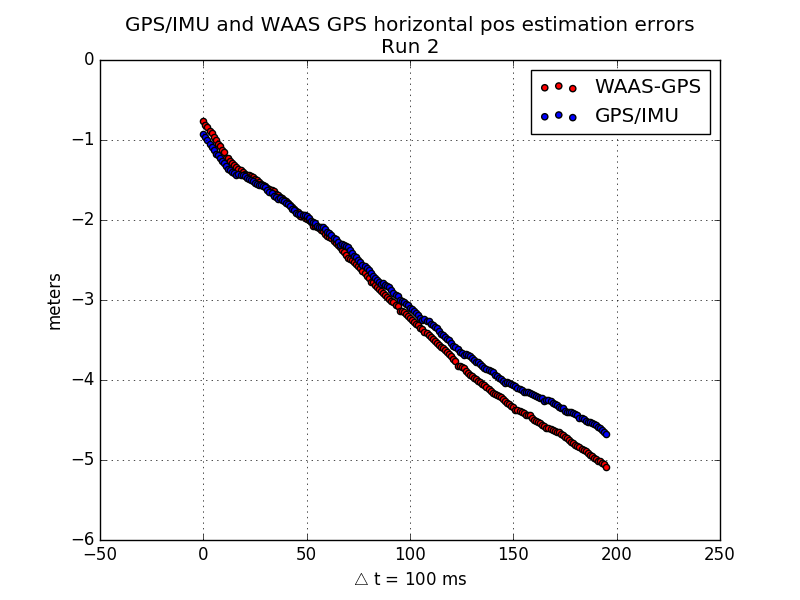 GPS/IMU and WAAS GPS horizontal pos estimation errors
Run 2
WAAS-GPS
GPS/IMU
0
−1
−2
−3
−4
−5
−6
meters
−50 0 50 100 150 200 250
△ t = 100 ms